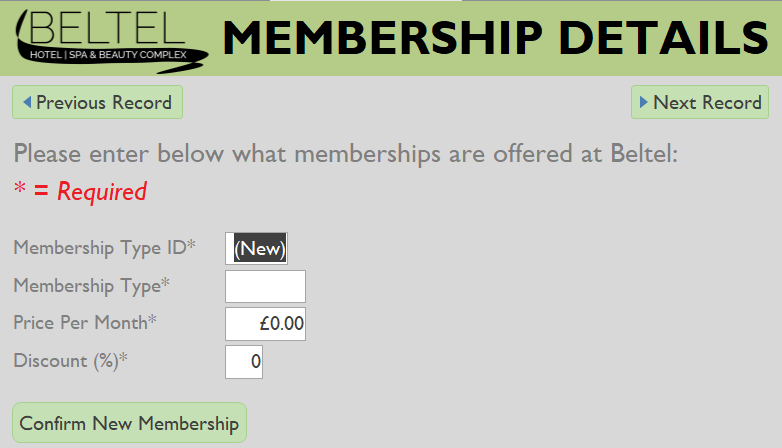 BELTEL
HOTEL | SPA & BEAUTY COMPLEX
MEMBERSHIP DETAILS
Previous Record
Next Record
Please enter below what memberships are offered at Beltel:
* = Required
Membership Type ID* (New)
Membership Type*
Price Per Month* £0.00
Discount (%)* 0
Confirm New Membership